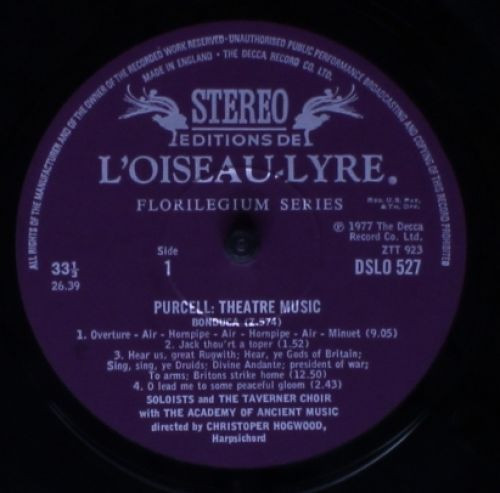 ALL RIGHTS OF THE MANUFACTURER AND OF THE OWNER OF THE RECORDED WORK RESERVED-UNAUTHORISED PUBLIC PERFORMANCE BROADCASTING AND COPYING OF THIS RECORD PROHIBITED
MADE IN ENGLAND • THE DECCA RECORD CO. LTD.
STEREO
EDITIONS DE
L'OISEAU-LYRE.
FLORILEGIUM SERIES
REG. U.S. PAT.
& TM. OFF.
℗ 1977 The Decca
Record Co. Ltd.
ZTT 923
DSLO 527
Side
1
33⅓
26.39
PURCELL: THEATRE MUSIC
BONDUCA (Z.574)
1. Overture - Air - Hornpipe - Air - Hornpipe - Air - Minuet (9.05)
2. Jack thou'rt a toper (1.52)
3. Hear us, great Rugwith; Hear, ye Gods of Britain;
Sing, sing, ye Druids; Divine Andante; president of war;
To arms; Britons strike home (12.50)
4. O lead me to some peaceful gloom (2.43)
SOLOISTS and THE TAVERNER CHOIR
with THE ACADEMY OF ANCIENT MUSIC
directed by CHRISTOPER HOGWOOD,
Harpsichord